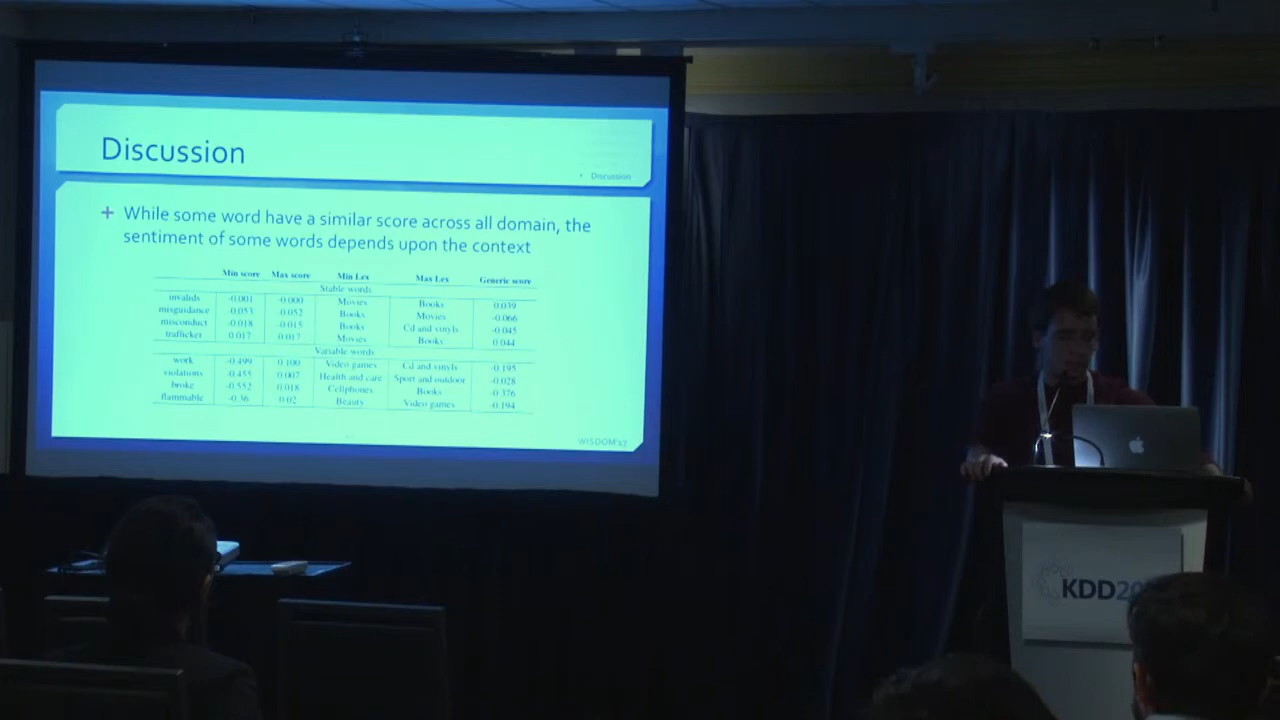 Discussion
• Discussion
+ While some word have a similar score across all domain, the
sentiment of some words depends upon the context
Min score Max score Min Lex Max Lex Generic score
Stable words
invalids -0.001 -0.000 Movies Books 0.039
misguidance -0.053 -0.052 Books Movies -0.066
misconduct -0.018 -0.015 Books Cd and vinyls -0.045
trafficker 0.017 0.017 Movies Books 0.044
Variable words
work -0.499 0.100 Video games Cd and vinyls -0.195
violations -0.455 0.007 Health and care Sport and outdoor -0.028
broke -0.552 0.018 Cellphones Books -0.376
flammable -0.36 0.02 Beauty Video games -0.194
WISDOM'17
KDD20